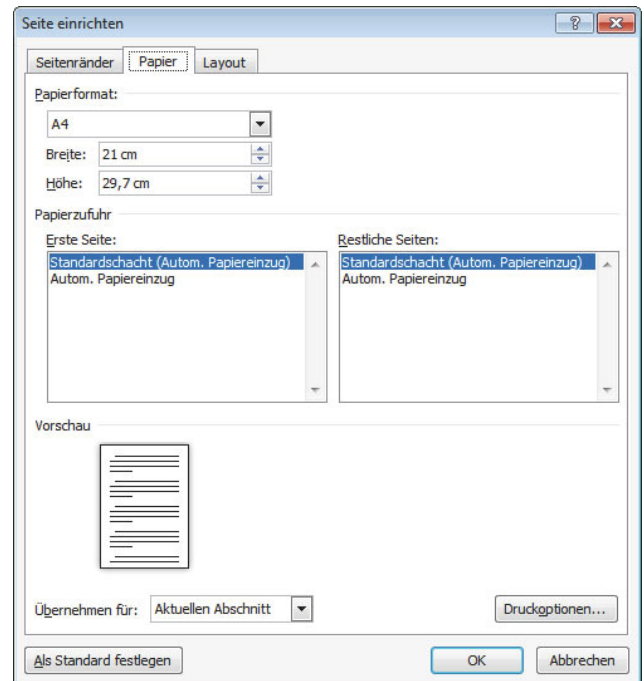 Seite einrichten
Seitenränder Papier Layout
Papierformat:
A4
Breite: 21 cm
Höhe: 29,7 cm
Papierzufuhr
Erste Seite:
Standardschacht (Autom. Papiereinzug)
Autom. Papiereinzug
Restliche Seiten:
Standardschacht (Autom. Papiereinzug)
Autom. Papiereinzug
Vorschau
Übernehmen für: Aktuellen Abschnitt Druckoptionen...
Als Standard festlegen OK Abbrechen